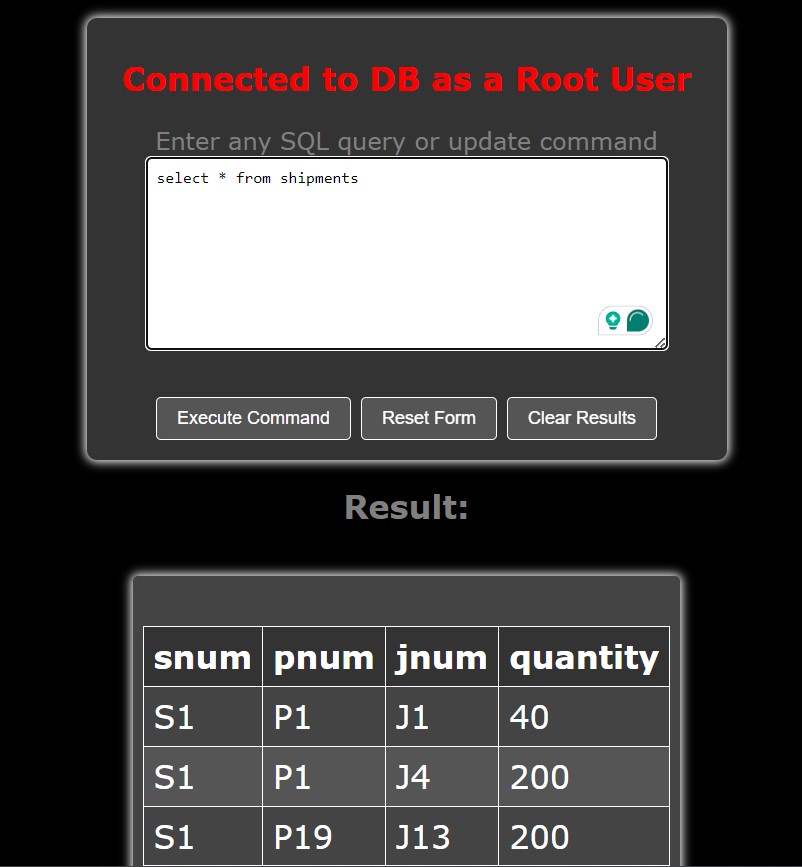 Connected to DB as a Root User
Enter any SQL query or update command
select * from shipments
Execute Command Reset Form Clear Results
Result:
snum pnum jnum quantity
S1 P1 J1 40
S1 P1 J4 200
S1 P19 J13 200